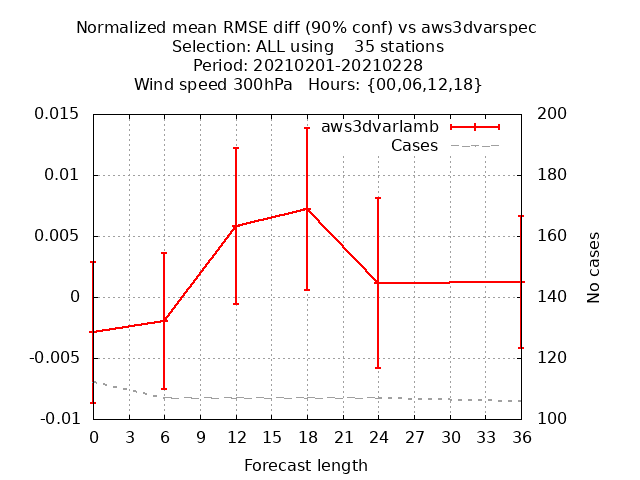 Normalized mean RMSE diff (90% conf) vs aws3dvarspec
Selection: ALL using    35 stations
Period: 20210201-20210228
Wind speed 300hPa   Hours: {00,06,12,18}
aws3dvarlamb
Cases
0.015
0.01
0.005
0
-0.005
-0.01
200
180
160
140
120
100
No cases
0 3 6 9 12 15 18 21 24 27 30 33 36
Forecast length